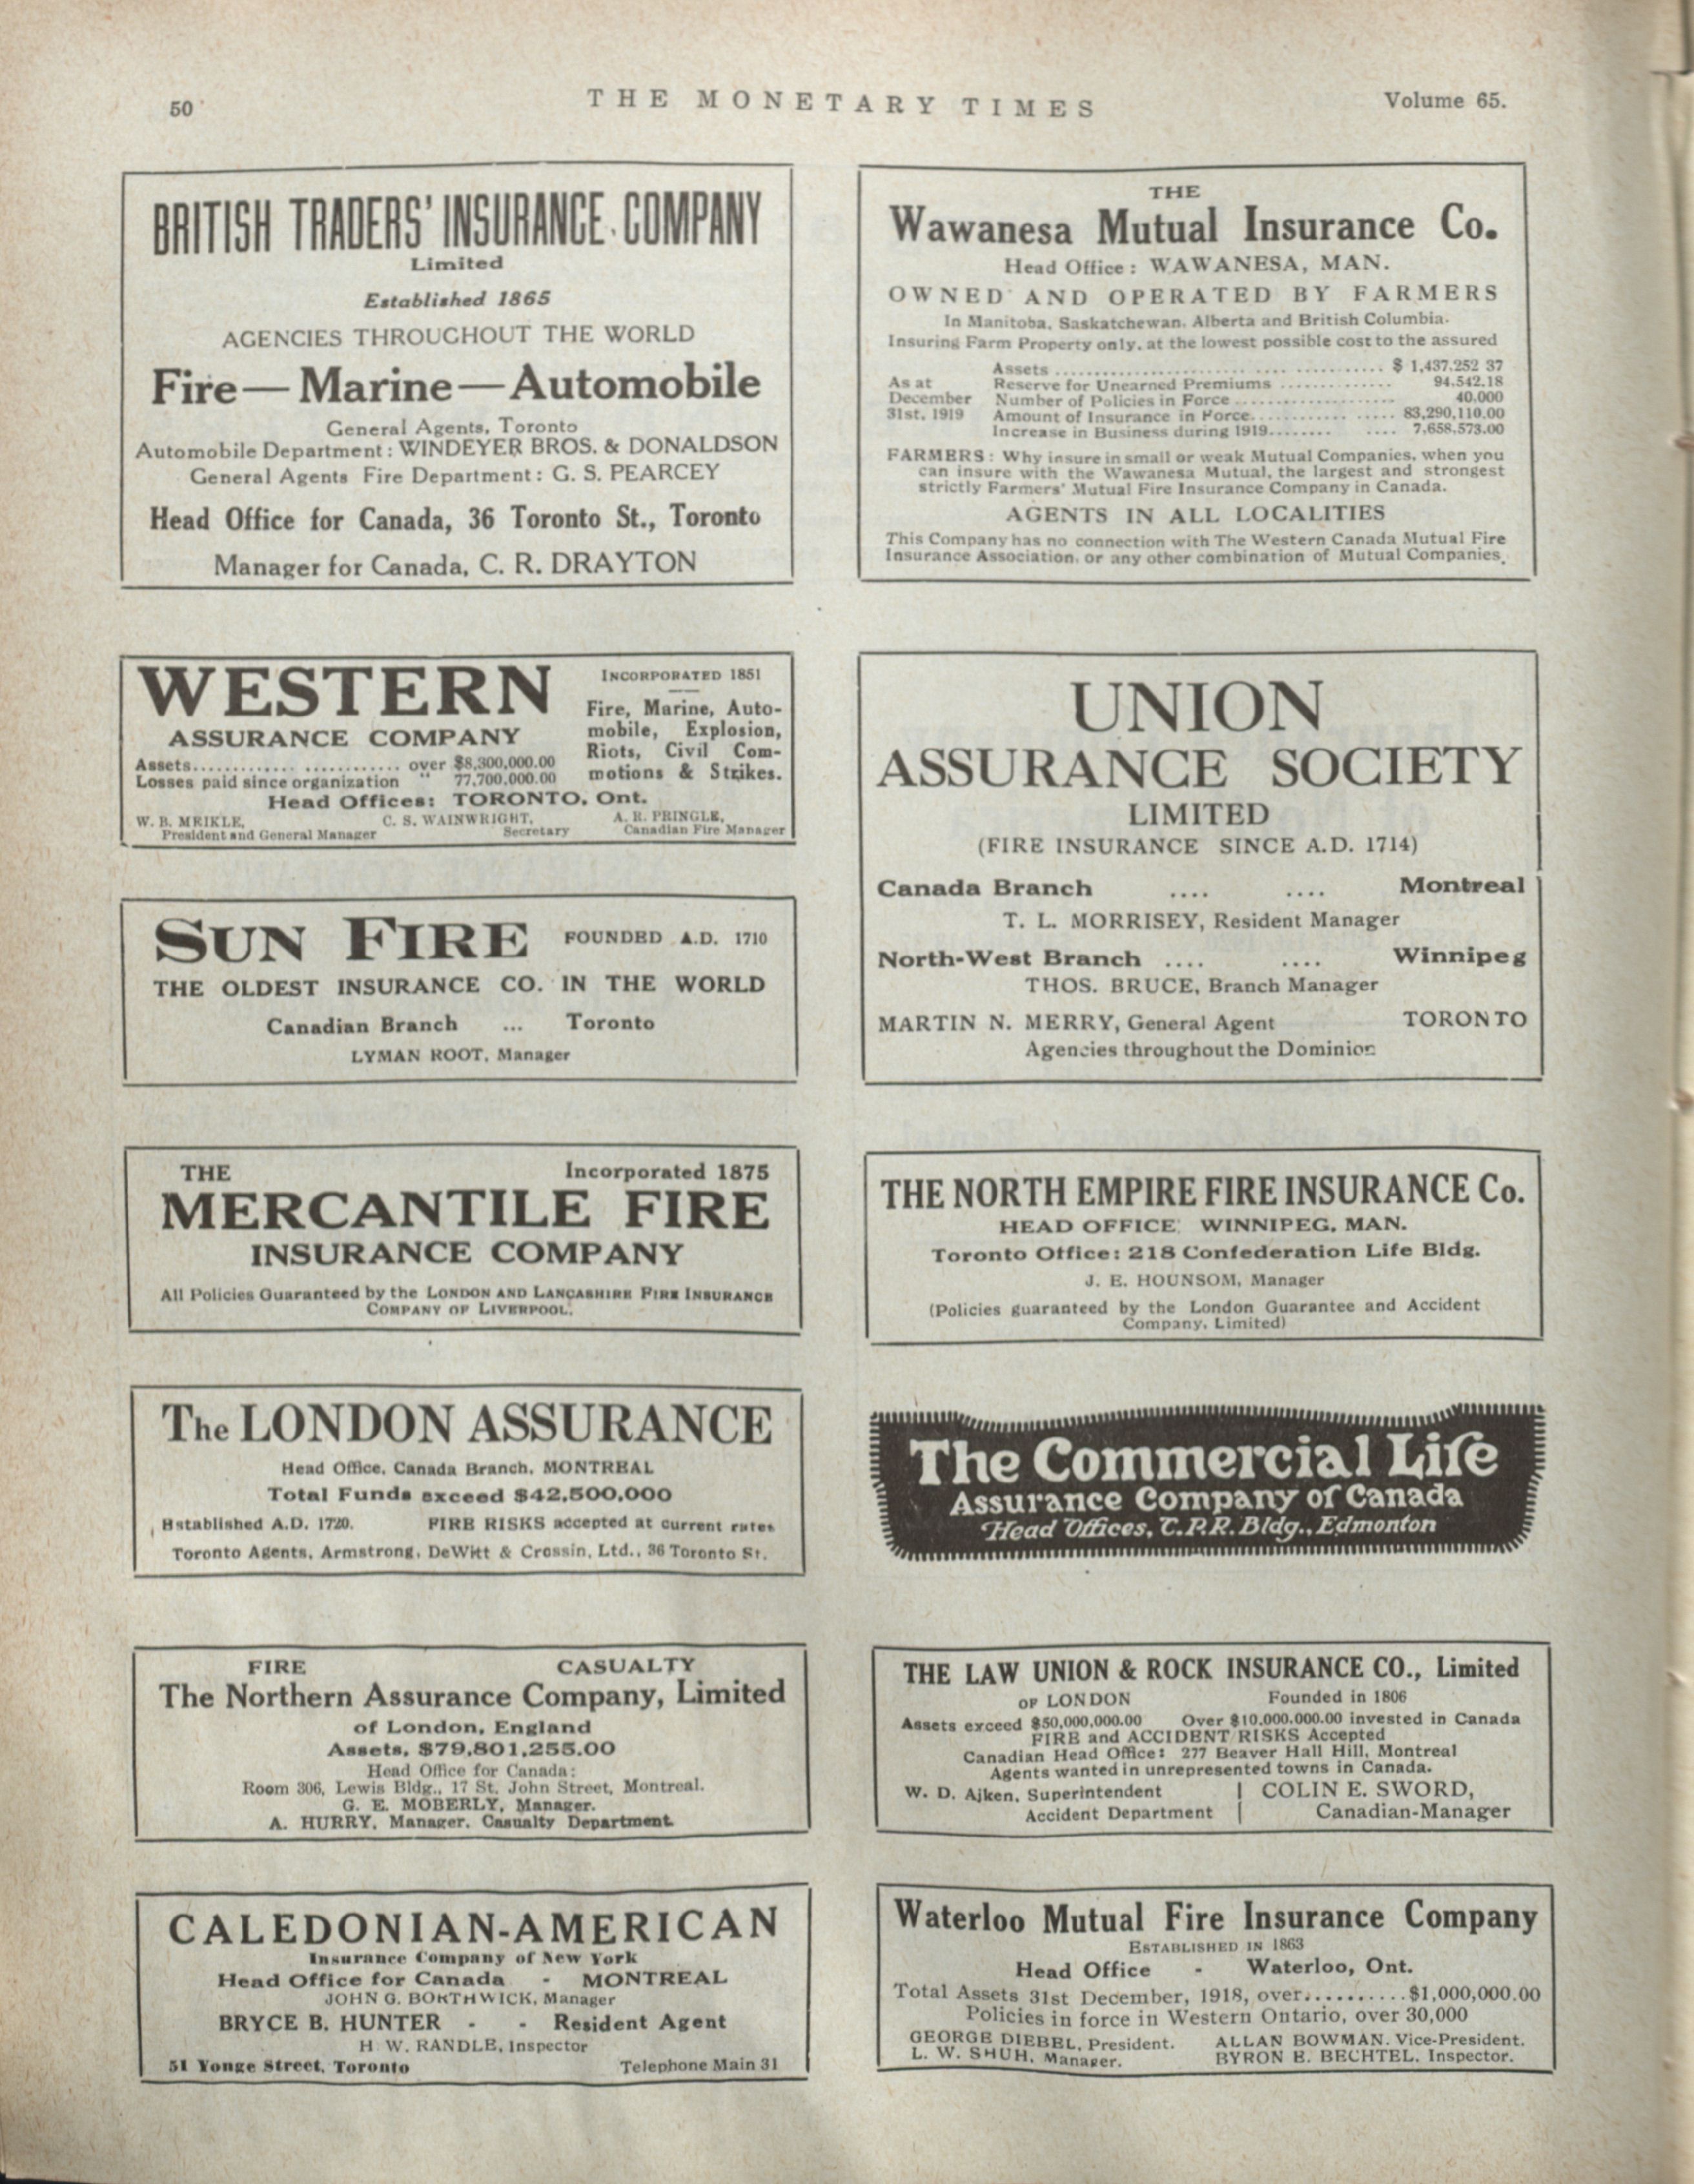 50
THE MONETARY TIMES
Volume 65.
BRITISH TRADERS' INSURANCE COMPANY
Limited
Established 1865
AGENCIES THROUGHOUT THE WORLD
Fire—Marine—Automobile
General Agents, Toronto
Automobile Department: WINDEYER BROS. & DONALDSON
General Agents Fire Department: G. S. PEARCEY
Head Office for Canada, 36 Toronto St., Toronto
Manager for Canada, C. R. DRAYTON
WESTERN
ASSURANCE COMPANY
INCORPORATED 1851
Fire, Marine, Auto-
mobile, Explosion,
Riots, Civil Com-
motions & Strikes.
Assets........................ over $8,300,000.00
Losses paid since organization " 77,700,000.00
Head Offices: TORONTO, Ont.
W. B. MEIKLE, C. S. WAINWRIGHT, A. R. PRINGLE,
President and General Manager Secretary Canadian Fire Manager
SUN FIRE FOUNDED A.D. 1710
THE OLDEST INSURANCE CO. IN THE WORLD
Canadian Branch ... Toronto
LYMAN ROOT, Manager
THE Incorporated 1875
MERCANTILE FIRE
INSURANCE COMPANY
All Policies Guaranteed by the LONDON AND LANCASHIRE FIRE INSURANCE
COMPANY OF LIVERPOOL.
The LONDON ASSURANCE
Head Office, Canada Branch, MONTREAL
Total Funds exceed $42,500,000
Established A.D. 1720. FIRE RISKS accepted at current rates
Toronto Agents, Armstrong, DeWitt & Crossin, Ltd., 36 Toronto St.
FIRE CASUALTY
The Northern Assurance Company, Limited
of London, England
Assets, $79,801,255.00
Head Office for Canada:
Room 306, Lewis Bldg., 17 St. John Street, Montreal.
G. E. MOBERLY, Manager.
A. HURRY, Manager, Casualty Department
CALEDONIAN-AMERICAN
Insurance Company of New York
Head Office for Canada - MONTREAL
JOHN G. BORTHWICK, Manager
BRYCE B. HUNTER - - Resident Agent
H. W. RANDLE, Inspector
51 Yonge Street, Toronto Telephone Main 31
THE
Wawanesa Mutual Insurance Co.
Head Office: WAWANESA, MAN.
OWNED AND OPERATED BY FARMERS
In Manitoba, Saskatchewan, Alberta and British Columbia.
Insuring Farm Property only, at the lowest possible cost to the assured
As at December 31st, 1919
Assets ........................ $ 1,437.252 37
Reserve for Unearned Premiums .............. 94,542.18
Number of Policies in Force .................... 40,000
Amount of Insurance in Force.................. 83,290,110.00
Increase in Business during 1919........ .... 7,658,573.00
FARMERS: Why insure in small or weak Mutual Companies, when you
can insure with the Wawanesa Mutual, the largest and strongest
strictly Farmers' Mutual Fire Insurance Company in Canada.
AGENTS IN ALL LOCALITIES
This Company has no connection with The Western Canada Mutual Fire
Insurance Association, or any other combination of Mutual Companies.
UNION
ASSURANCE SOCIETY
LIMITED
(FIRE INSURANCE SINCE A.D. 1714)
Canada Branch .... .... Montreal
T. L. MORRISEY, Resident Manager
North-West Branch .... .... Winnipeg
THOS. BRUCE, Branch Manager
MARTIN N. MERRY, General Agent TORONTO
Agencies throughout the Dominion
THE NORTH EMPIRE FIRE INSURANCE Co.
HEAD OFFICE: WINNIPEG, MAN.
Toronto Office: 218 Confederation Life Bldg.
J. E. HOUNSOM, Manager
(Policies guaranteed by the London Guarantee and Accident
Company, Limited)
The Commercial Life
Assurance Company of Canada
Head Offices, C.P.R. Bldg., Edmonton
THE LAW UNION & ROCK INSURANCE CO., Limited
OF LONDON Founded in 1806
Assets exceed $50,000,000.00 Over $10,000,000.00 invested in Canada
FIRE and ACCIDENT RISKS Accepted
Canadian Head Office: 277 Beaver Hall Hill, Montreal
Agents wanted in unrepresented towns in Canada.
W. D. Aiken, Superintendent | COLIN E. SWORD,
Accident Department | Canadian-Manager
Waterloo Mutual Fire Insurance Company
ESTABLISHED IN 1863
Head Office - Waterloo, Ont.
Total Assets 31st December, 1918, over...........$1,000,000.00
Policies in force in Western Ontario, over 30,000
GEORGE DIEBEL, President. ALLAN BOWMAN, Vice-President.
L. W. SHUH, Manager. BYRON E. BECHTEL, Inspector.